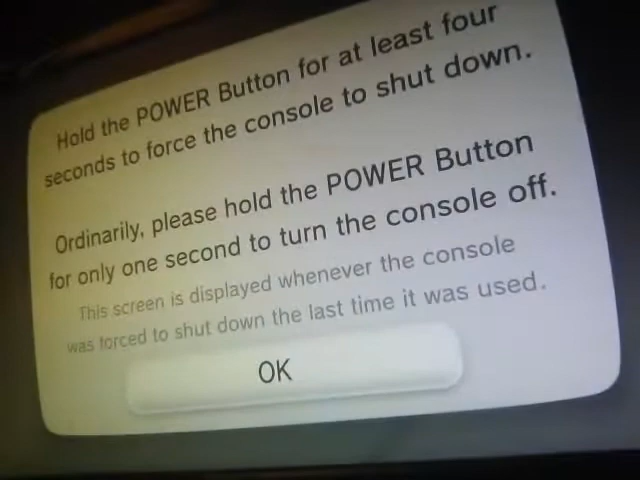 Hold the POWER Button for at least four
seconds to force the console to shut down.
Ordinarily, please hold the POWER Button
for only one second to turn the console off.
This screen is displayed whenever the console
was forced to shut down the last time it was used.
OK